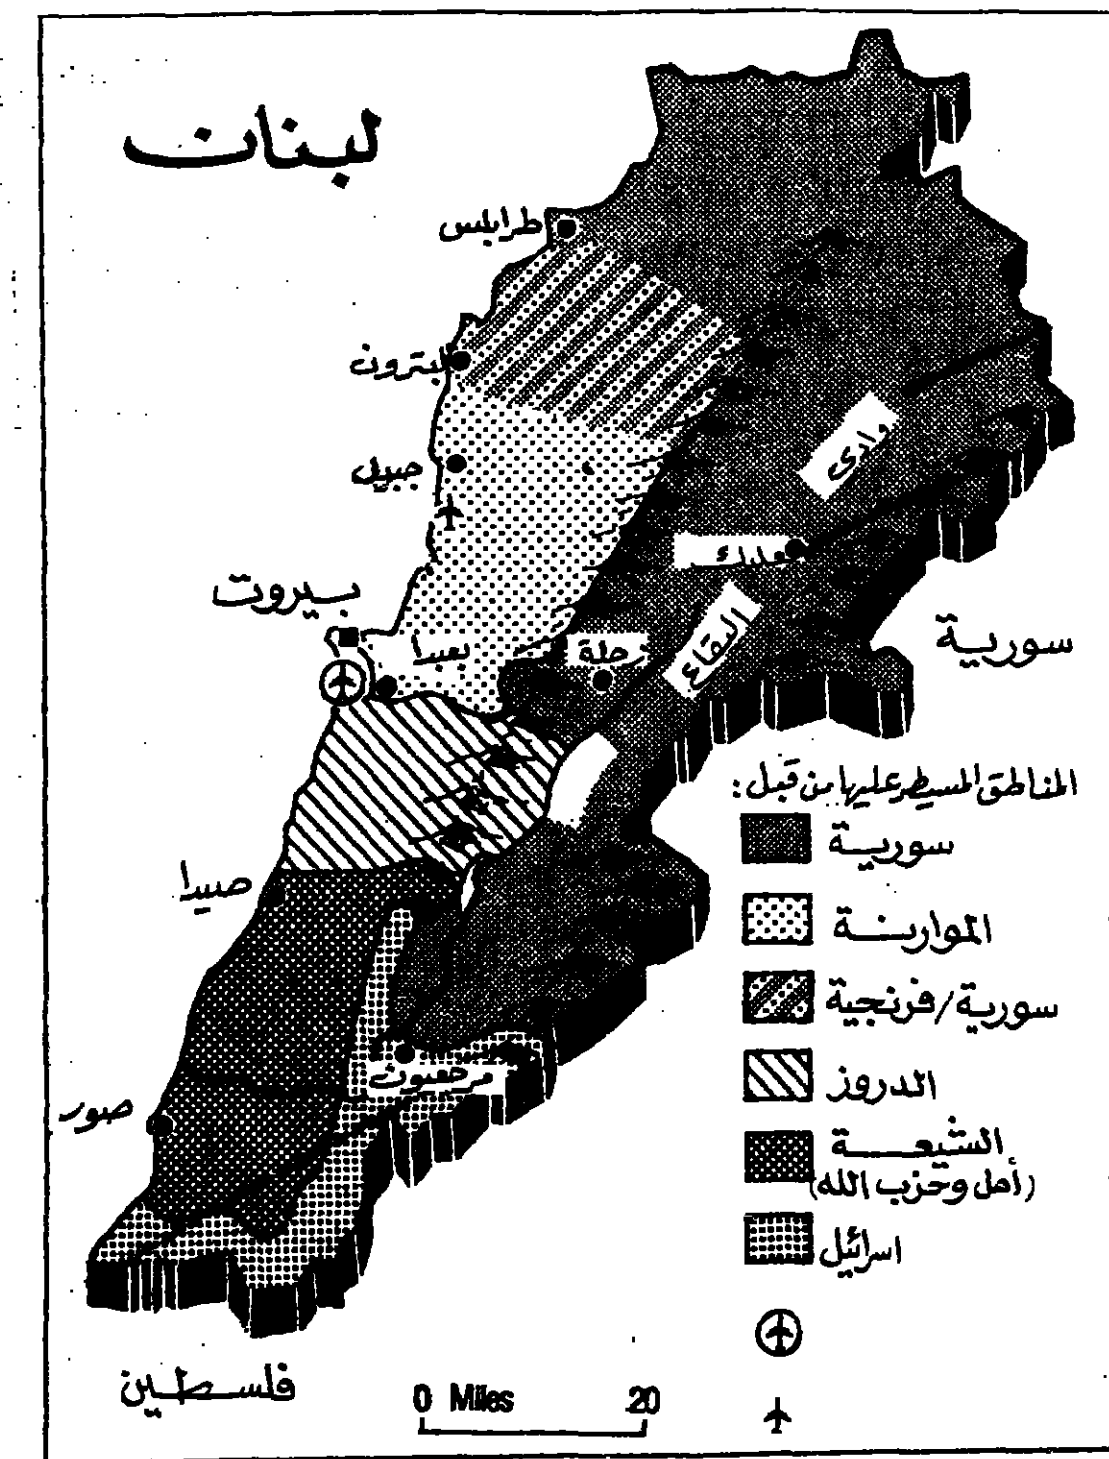 لبنان
طرابلس
لبترون
جبيل
وادي
بعلبك
بيروت
بعبدا
زحلة
البقاع
سورية
المناطق المسيطر عليها من قبل:
سورية
الموارنة
سورية/فرنجية
الدروز
الشيعة
(أمل وحزب الله)
اسرائيل
صيدا
مرجعيون
صور
فلسطين
0 Miles 20